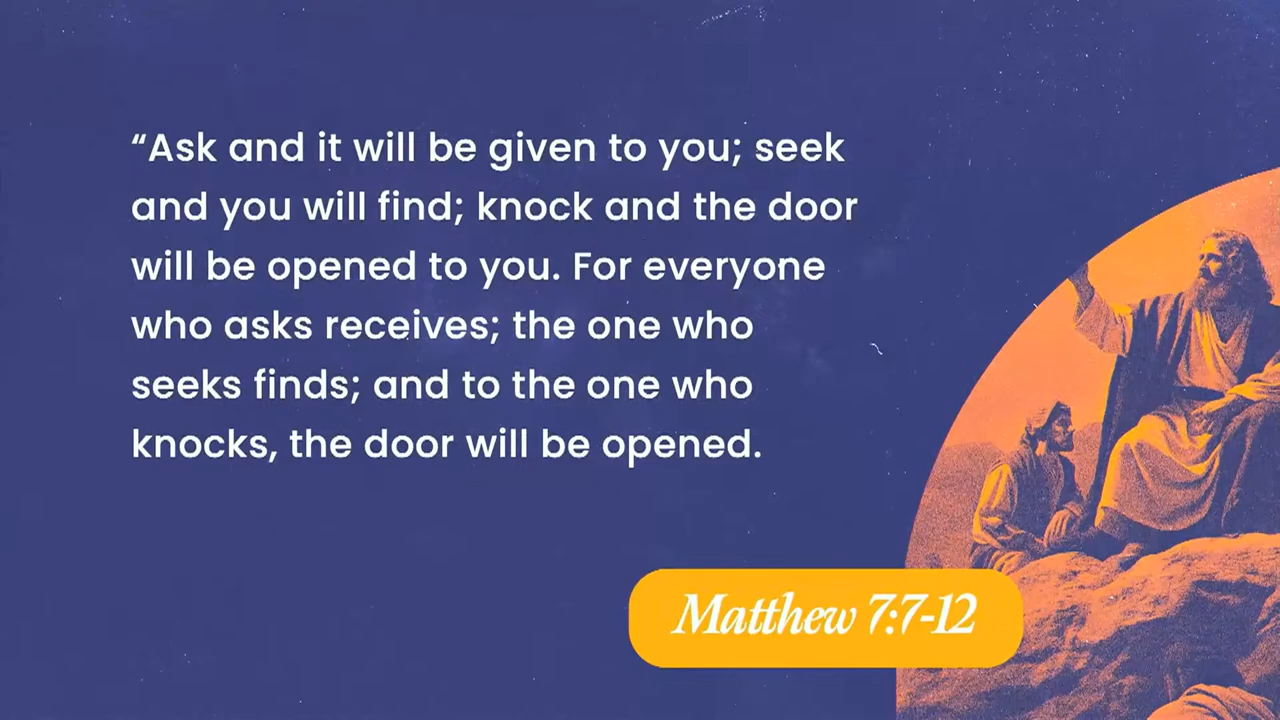 “Ask and it will be given to you; seek
and you will find; knock and the door
will be opened to you. For everyone
who asks receives; the one who
seeks finds; and to the one who
knocks, the door will be opened.
Matthew 7:7-12